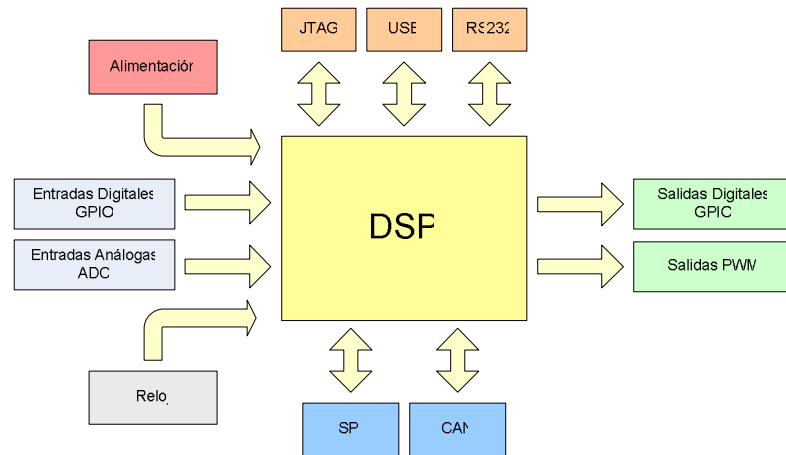 JTAG
USB
RS232
Alimentación
Entradas Digitales
GPIO
Entradas Análogas
ADC
DSP
Salidas Digitales
GPIO
Salidas PWM
Reloj
SPI
CAN